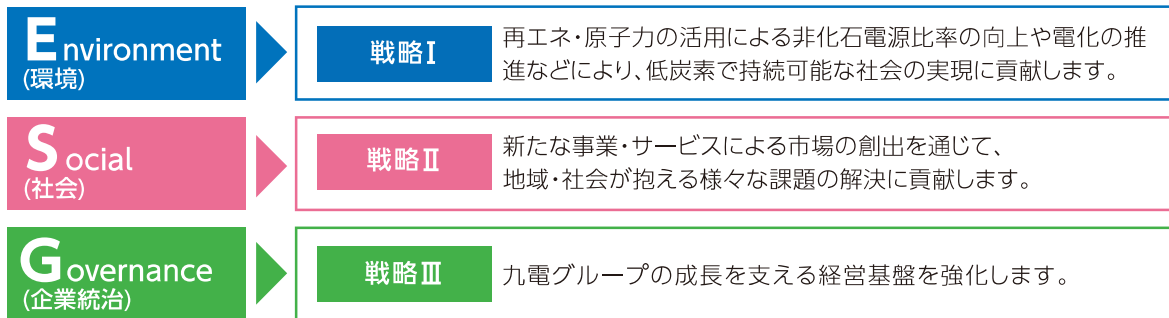 Environment
(環境)
戦略Ⅰ
再エネ・原子力の活用による非化石電源比率の向上や電化の推
進などにより、低炭素で持続可能な社会の実現に貢献します。
Social
(社会)
戦略Ⅱ
新たな事業・サービスによる市場の創出を通じて、
地域・社会が抱える様々な課題の解決に貢献します。
Governance
(企業統治)
戦略Ⅲ
九電グループの成長を支える経営基盤を強化します。